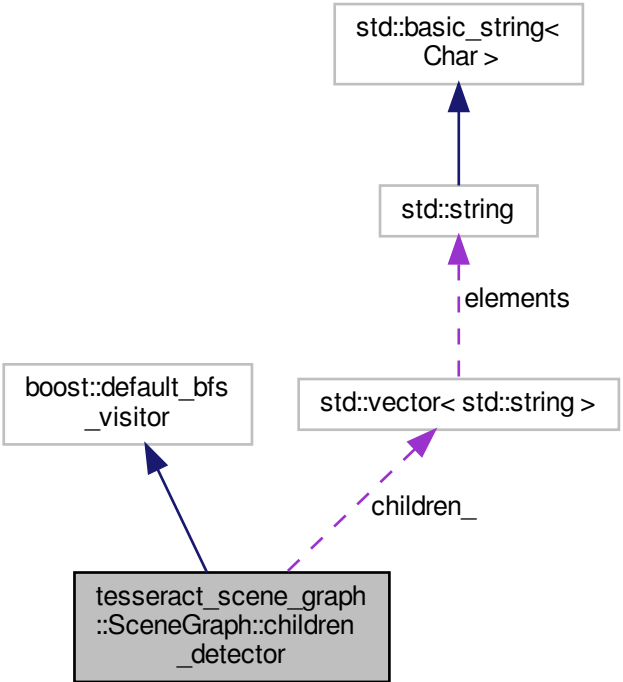 std::basic_string<
Char >
std::string
elements
boost::default_bfs
_visitor
std::vector< std::string >
children_
tesseract_scene_graph
::SceneGraph::children
_detector